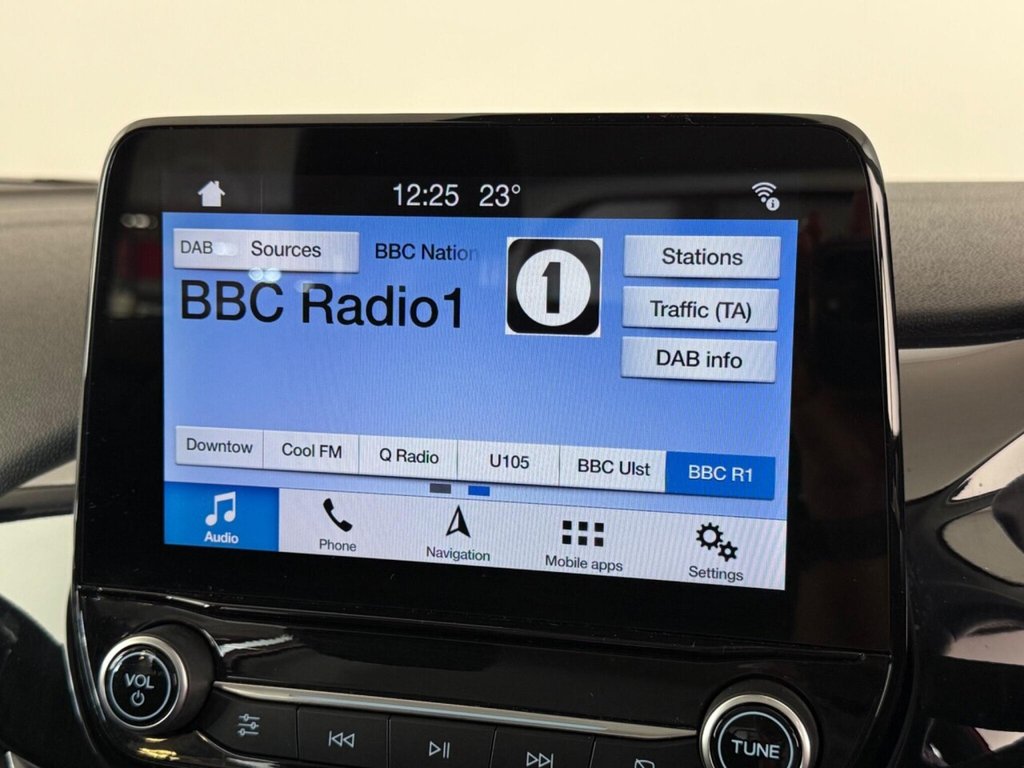 12:25 23°
DAB Sources BBC Nation 1 Stations
BBC Radio1
Traffic (TA)
DAB info
Downtow Cool FM Q Radio U105 BBC Ulst BBC R1
Audio Phone Navigation Mobile apps Settings
VOL
TUNE